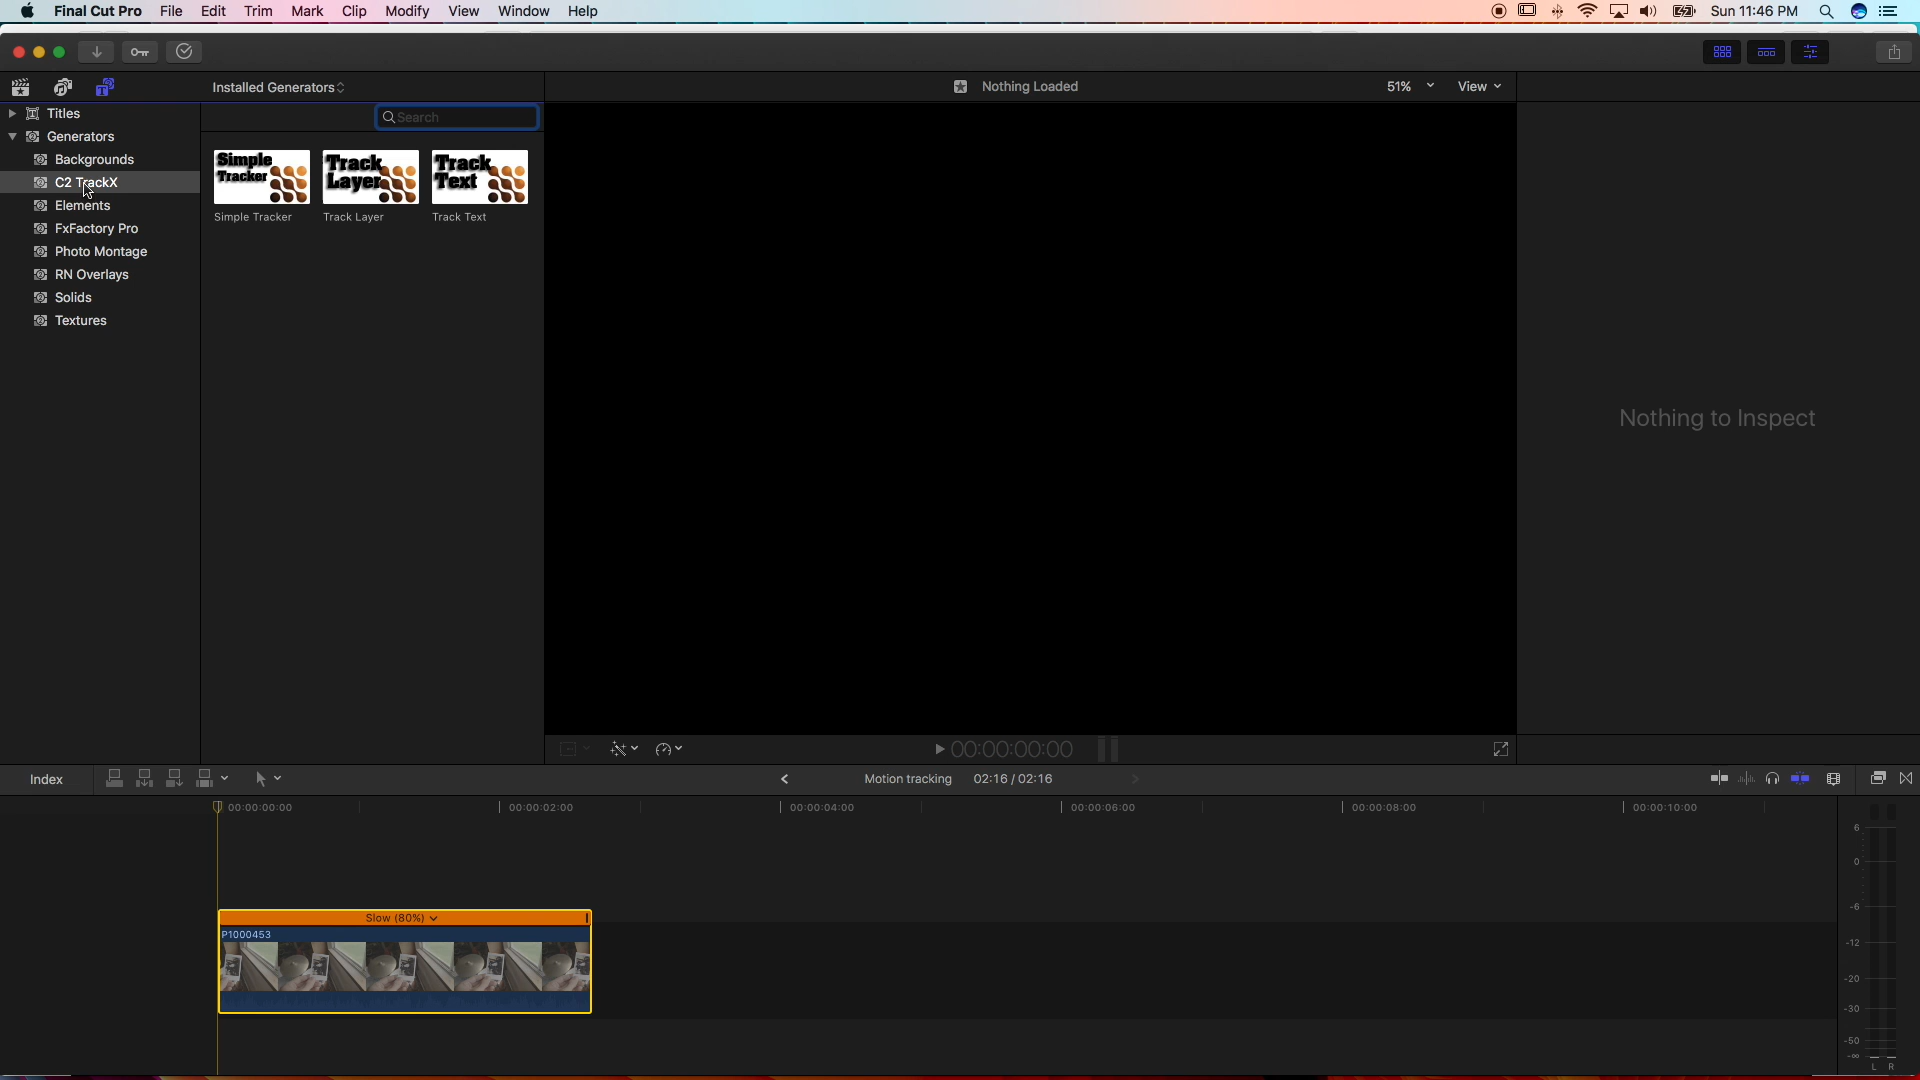 Final Cut Pro File Edit Trim Mark Clip Modify View Window Help Sun 11:46 PM
Installed Generators Nothing Loaded 51% View
Titles
Search
Generators
Backgrounds
C2 TrackX
Elements
FxFactory Pro
Photo Montage
RN Overlays
Solids
Textures
Simple Tracker
Track Layer
Track Text
Simple Tracker Track Layer Track Text
Nothing to Inspect
00:00:00:00
Index Motion tracking 02:16 / 02:16
00:00:00:00 00:00:02:00 00:00:04:00 00:00:06:00 00:00:08:00 00:00:10:00
Slow (80%)
P1000453
6
0
-6
-12
-20
-30
-50
-∞
L R